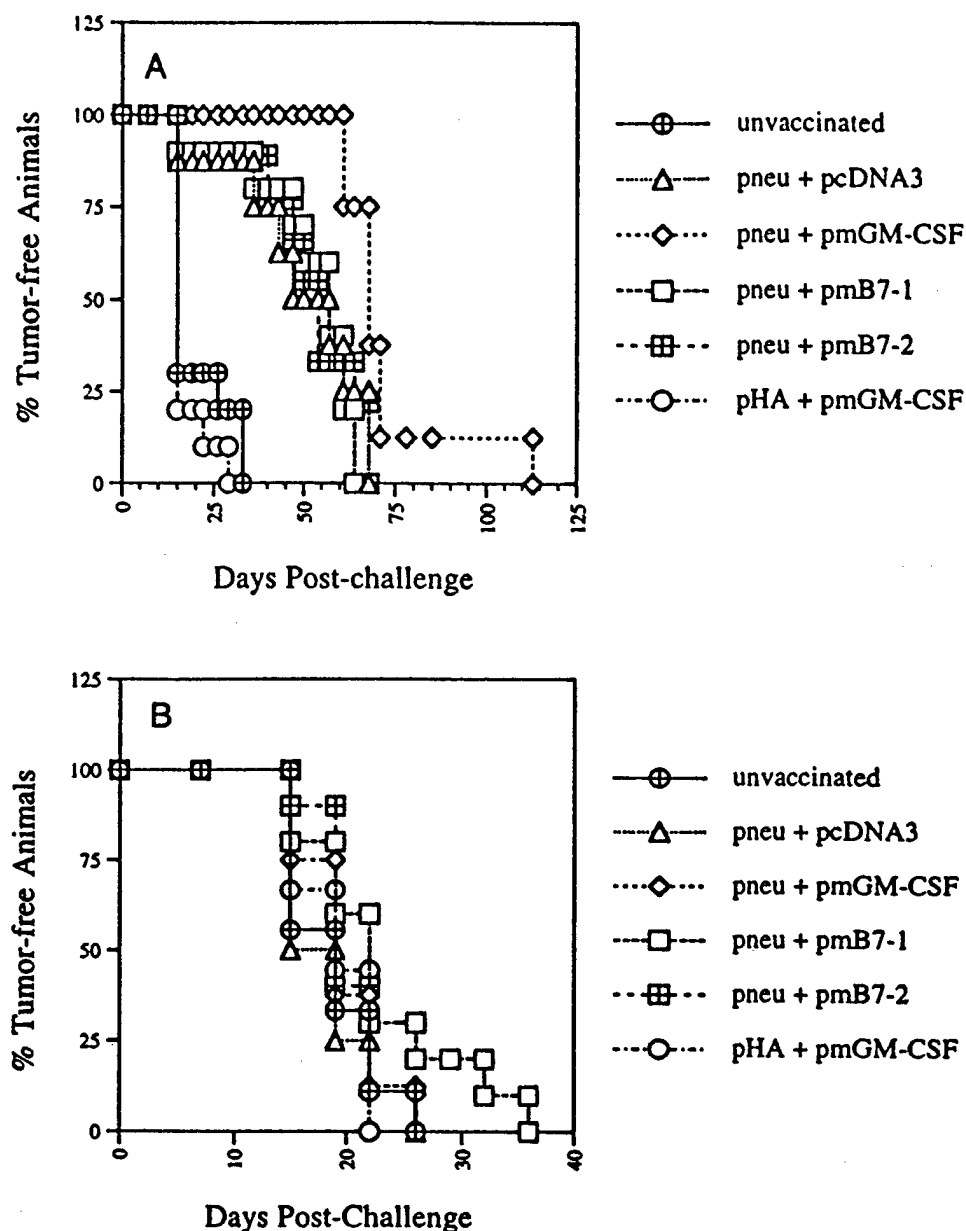 125
A
100
75
50
25
0
% Tumor-free Animals
0
25
50
75
100
125
Days Post-challenge
unvaccinated
pneu + pcDNA3
pneu + pmGM-CSF
pneu + pmB7-1
pneu + pmB7-2
pHA + pmGM-CSF
125
B
100
75
50
25
0
% Tumor-free Animals
0
10
20
30
40
Days Post-Challenge
unvaccinated
pneu + pcDNA3
pneu + pmGM-CSF
pneu + pmB7-1
pneu + pmB7-2
pHA + pmGM-CSF